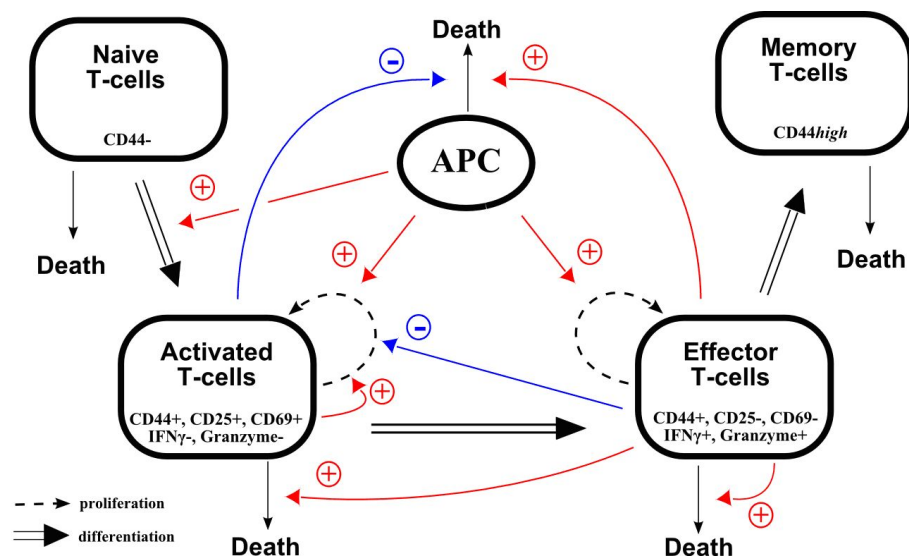 Death
Naive
T-cells
CD44-
Memory
T-cells
CD44high
-
+
APC
+
Death
Death
+
+
-
Activated
T-cells
CD44+, CD25+, CD69+
IFNγ-, Granzyme-
+
Effector
T-cells
CD44+, CD25-, CD69-
IFNγ+, Granzyme+
+
+
proliferation
differentiation
Death
Death